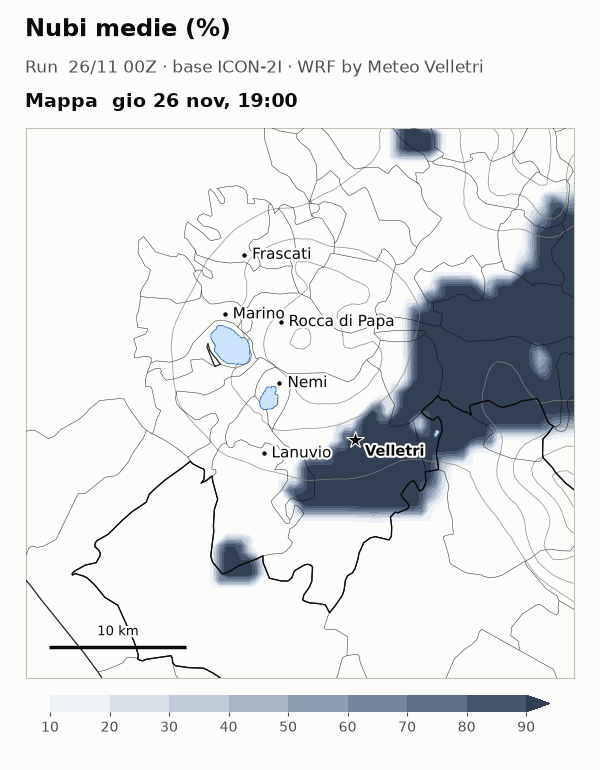 Nubi medie (%)
Run 26/11 00Z · base ICON-2I · WRF by Meteo Velletri
Mappa gio 26 nov, 19:00
Frascati
Marino
Rocca di Papa
Nemi
Velletri
Lanuvio
10 km
10 20 30 40 50 60 70 80 90